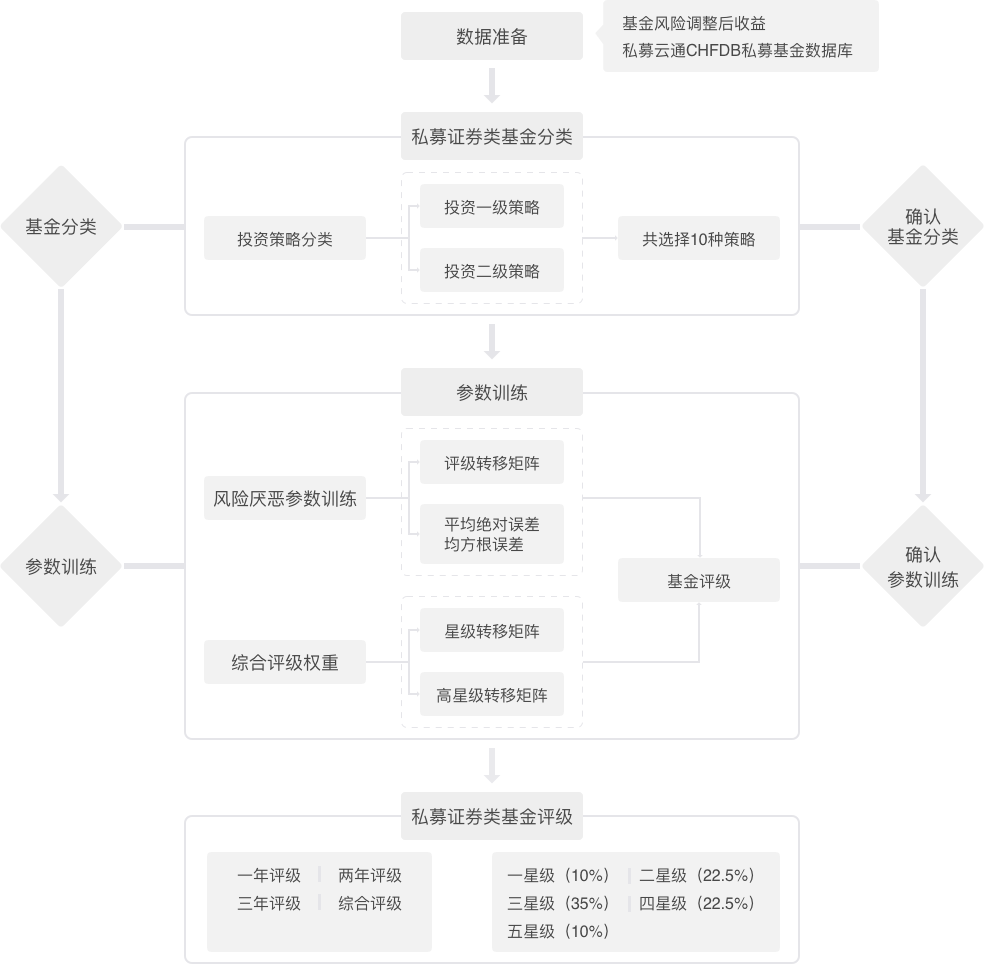 数据准备
基金风险调整后收益
私募云通CHFDB私募基金数据库
私募证券类基金分类
基金分类
投资策略分类
投资一级策略
投资二级策略
共选择10种策略
确认
基金分类
参数训练
风险厌恶参数训练
评级转移矩阵
平均绝对误差
均方根误差
参数训练
基金评级
确认
参数训练
综合评级权重
星级转移矩阵
高星级转移矩阵
私募证券类基金评级
一年评级
两年评级
三年评级
综合评级
一星级（10%）
二星级（22.5%）
三星级（35%）
四星级（22.5%）
五星级（10%）